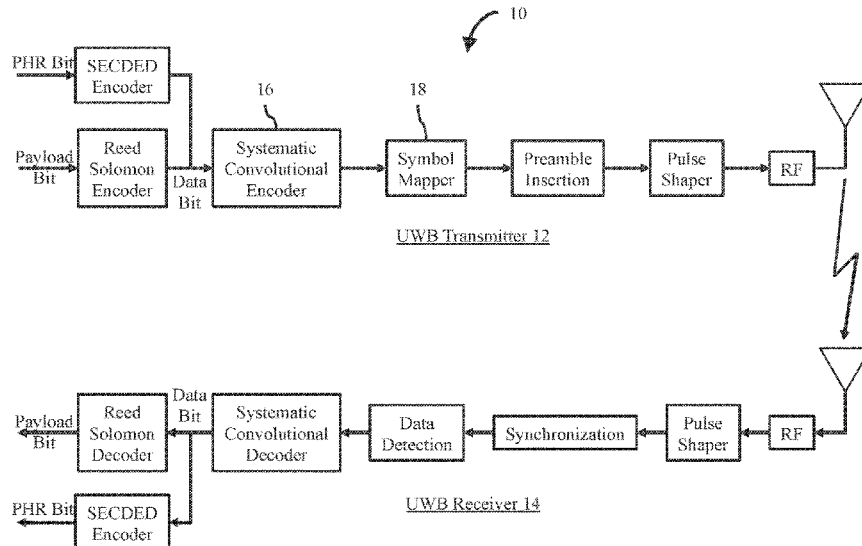 10
PHR Bit
SECDED
Encoder
16
18
Payload
Bit
Reed
Solomon
Encoder
Data
Bit
Systematic
Convolutional
Encoder
Symbol
Mapper
Preamble
Insertion
Pulse
Shaper
RF
UWB Transmitter 12
Payload
Bit
Reed
Solomon
Decoder
Data
Bit
Systematic
Convolutional
Decoder
Data
Detection
Synchronization
Pulse
Shaper
RF
PHR Bit
SECDED
Encoder
UWB Receiver 14